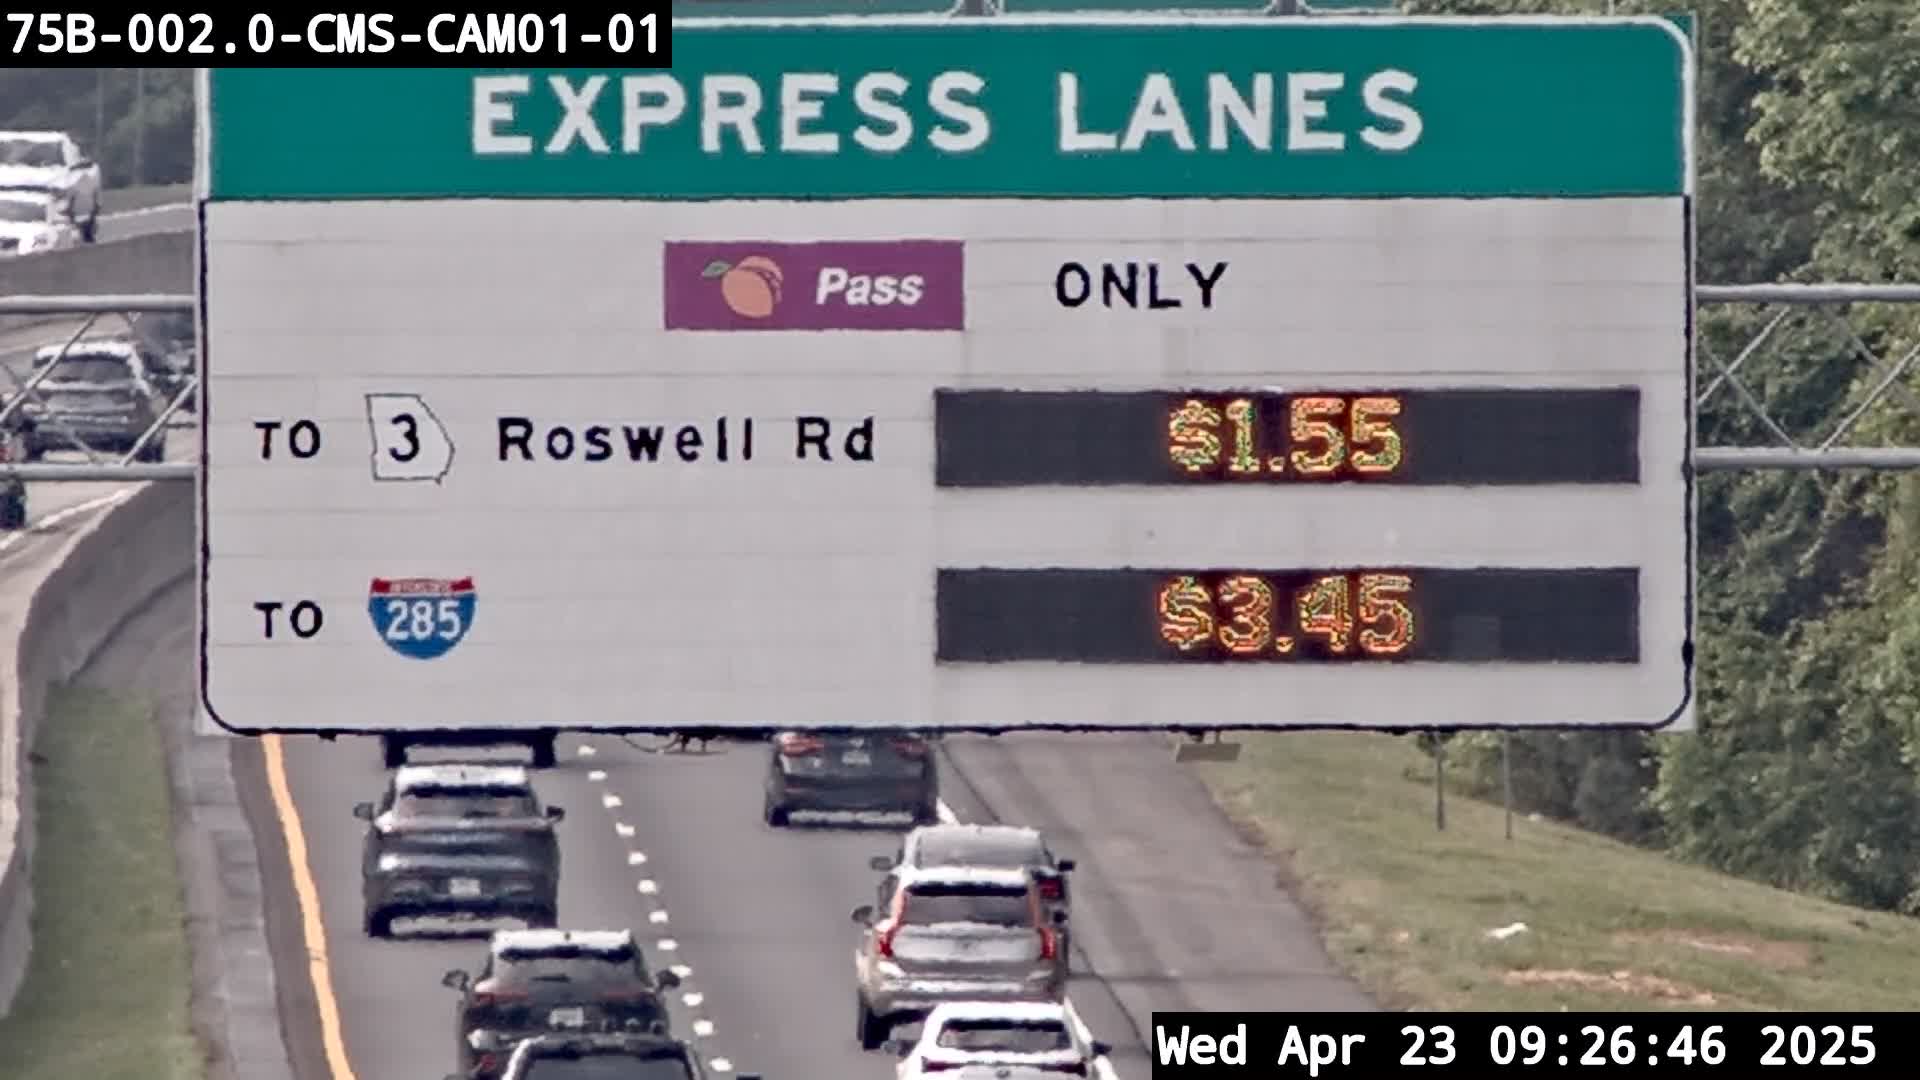 75B-002.0-CMS-CAM01-01
EXPRESS LANES
Pass ONLY
TO 3 Roswell Rd $1.55
INTERSTATE
TO 285 $3.45
Wed Apr 23 09:26:46 2025